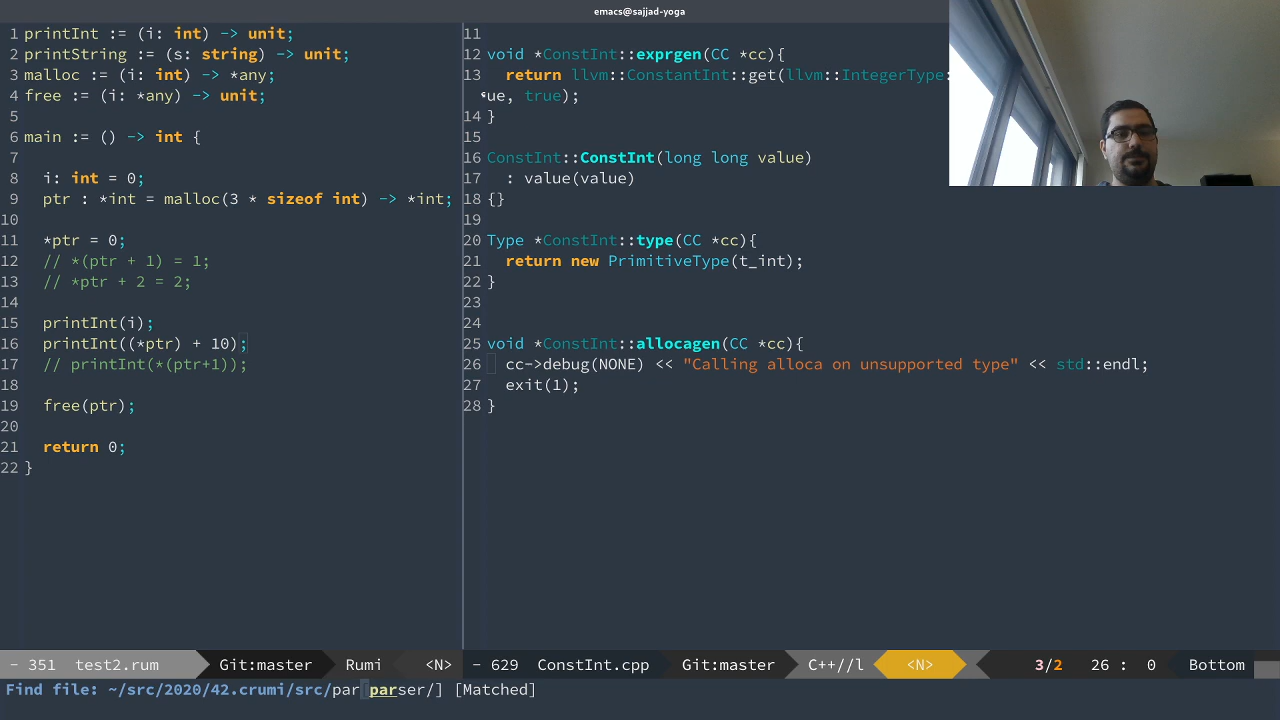 emacs@sajjad-yoga
1 printInt := (i: int) -> unit;
2 printString := (s: string) -> unit;
3 malloc := (i: int) -> *any;
4 free := (i: *any) -> unit;
5
6 main := () -> int {
7
8 i: int = 0;
9 ptr : *int = malloc(3 * sizeof int) -> *int;
10
11 *ptr = 0;
12 // *(ptr + 1) = 1;
13 // *ptr + 2 = 2;
14
15 printInt(i);
16 printInt((*ptr) + 10);
17 // printInt(*(ptr+1));
18
19 free(ptr);
20
21 return 0;
22 }
11
12 void *ConstInt::exprgen(CC *cc){
13 return llvm::ConstantInt::get(llvm::IntegerType:
ue, true);
14 }
15
16 ConstInt::ConstInt(long long value)
17 : value(value)
18 {}
19
20 Type *ConstInt::type(CC *cc){
21 return new PrimitiveType(t_int);
22 }
23
24
25 void *ConstInt::allocagen(CC *cc){
26 cc->debug(NONE) << "Calling alloca on unsupported type" << std::endl;
27 exit(1);
28 }
- 351 test2.rum Git:master Rumi <N>
- 629 ConstInt.cpp Git:master C++//l <N> 3/2 26 : 0 Bottom
Find file: ~/src/2020/42.crumi/src/par[parser/] [Matched]